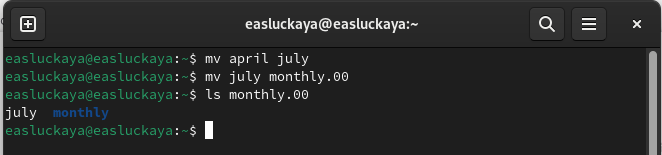 easluckaya@easluckaya:~
easluckaya@easluckaya:~$ mv april july
easluckaya@easluckaya:~$ mv july monthly.00
easluckaya@easluckaya:~$ ls monthly.00
july  monthly
easluckaya@easluckaya:~$